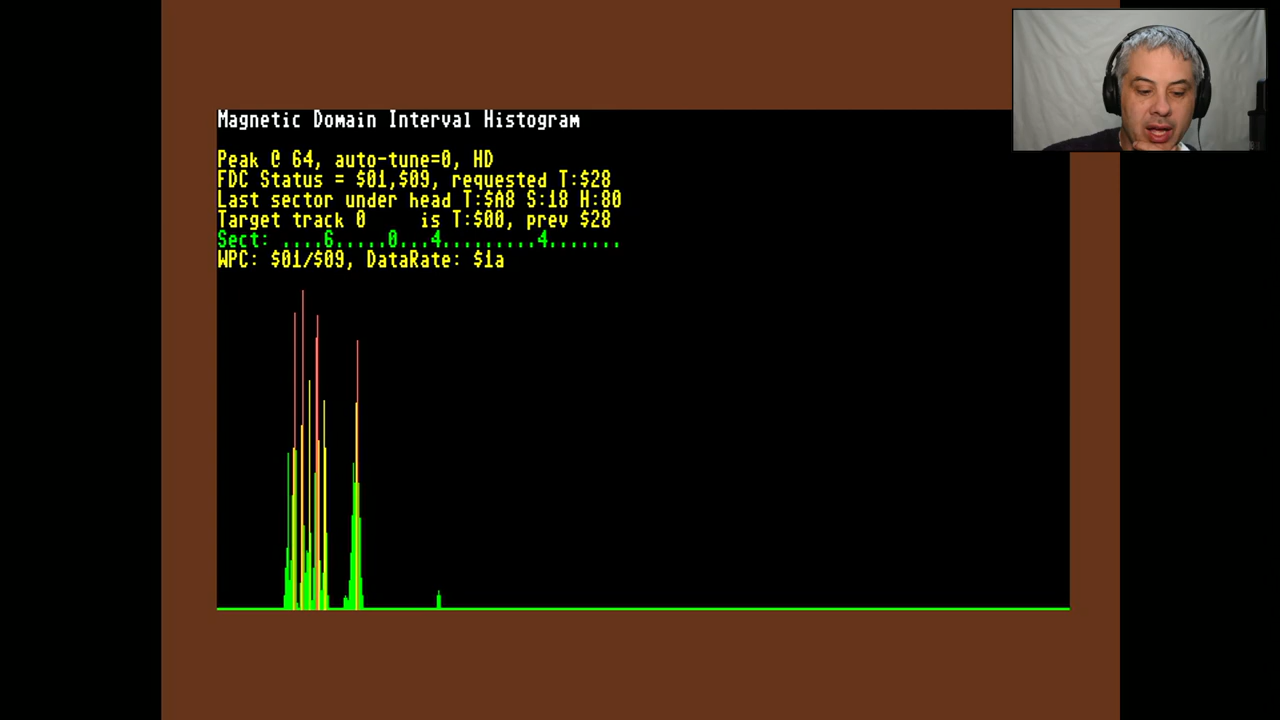 Magnetic Domain Interval Histogram
Peak @ 64, auto-tune=0, HD
FDC Status = $01,$09, requested T:$28
Last sector under head T:$A8 S:18 H:80
Target track 0     is T:$00, prev $28
Sect: ....6.....0...4.........4.......
WPC: $01/$09, DataRate: $1a